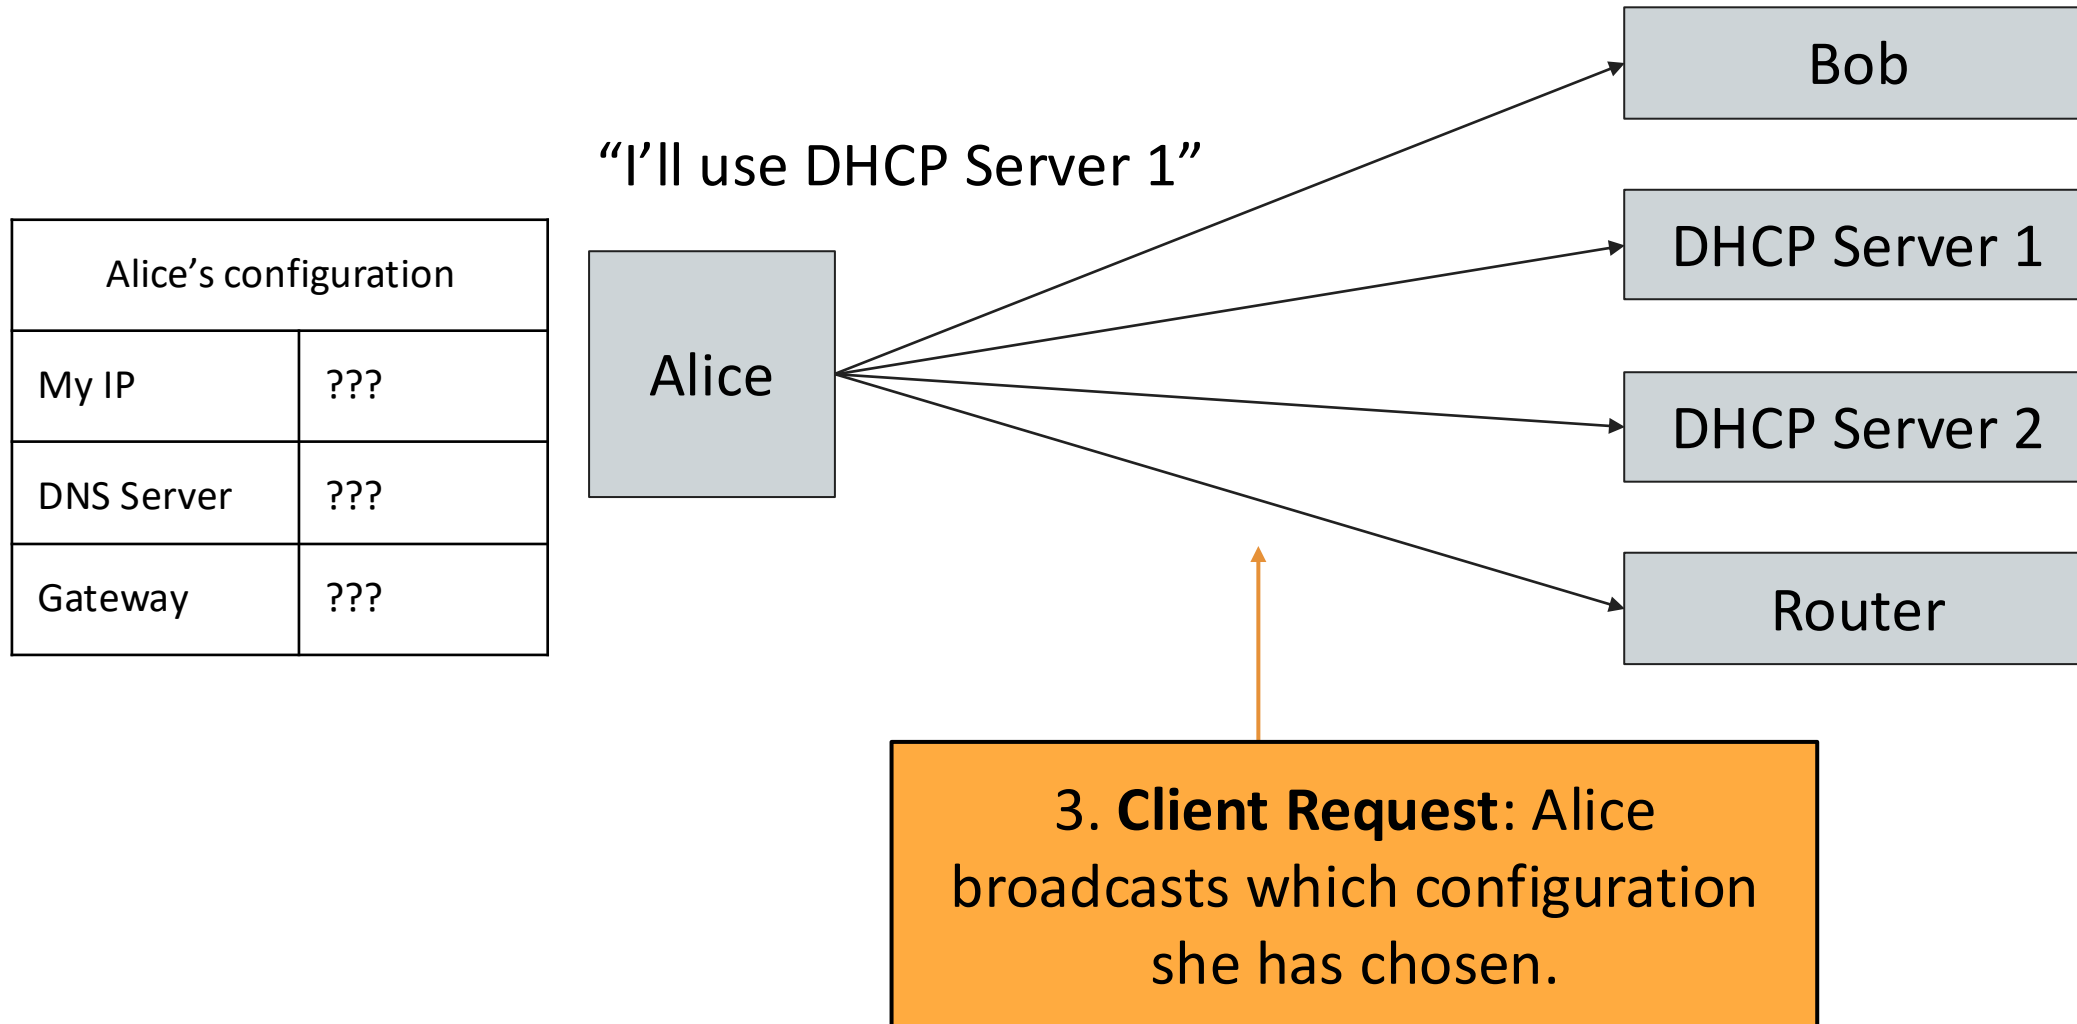 Bob
“I’ll use DHCP Server 1”
DHCP Server 1
Alice’s configuration
Alice
My IP ???
DHCP Server 2
DNS Server ???
Gateway ???
Router
3. Client Request: Alice
broadcasts which configuration
she has chosen.